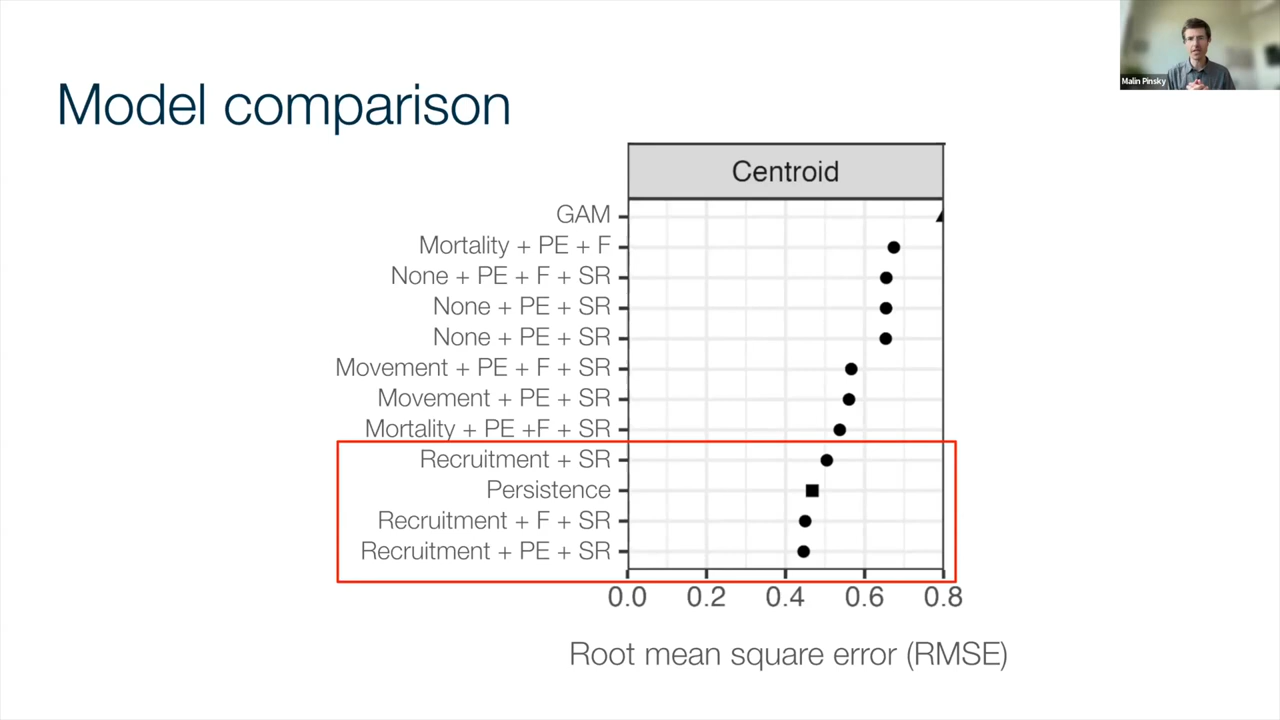 Malin Pinsky
Model comparison
Centroid
GAM
Mortality + PE + F
None + PE + F + SR
None + PE + SR
None + PE + SR
Movement + PE + F + SR
Movement + PE + SR
Mortality + PE +F + SR
Recruitment + SR
Persistence
Recruitment + F + SR
Recruitment + PE + SR
0.0 0.2 0.4 0.6 0.8
Root mean square error (RMSE)